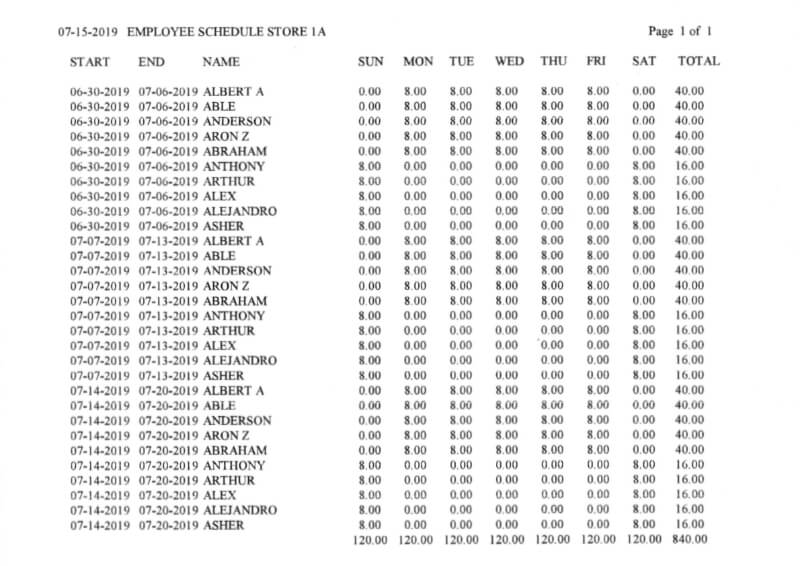 07-15-2019 EMPLOYEE SCHEDULE STORE 1A Page 1 of 1
START END NAME SUN MON TUE WED THU FRI SAT TOTAL
06-30-2019 07-06-2019 ALBERT A 0.00 8.00 8.00 8.00 8.00 8.00 0.00 40.00
06-30-2019 07-06-2019 ABLE 0.00 8.00 8.00 8.00 8.00 8.00 0.00 40.00
06-30-2019 07-06-2019 ANDERSON 0.00 8.00 8.00 8.00 8.00 8.00 0.00 40.00
06-30-2019 07-06-2019 ARON Z 0.00 8.00 8.00 8.00 8.00 8.00 0.00 40.00
06-30-2019 07-06-2019 ABRAHAM 0.00 8.00 8.00 8.00 8.00 8.00 0.00 40.00
06-30-2019 07-06-2019 ANTHONY 8.00 0.00 0.00 0.00 0.00 0.00 8.00 16.00
06-30-2019 07-06-2019 ARTHUR 8.00 0.00 0.00 0.00 0.00 0.00 8.00 16.00
06-30-2019 07-06-2019 ALEX 8.00 0.00 0.00 0.00 0.00 0.00 8.00 16.00
06-30-2019 07-06-2019 ALEJANDRO 8.00 0.00 0.00 0.00 0.00 0.00 8.00 16.00
06-30-2019 07-06-2019 ASHER 8.00 0.00 0.00 0.00 0.00 0.00 8.00 16.00
07-07-2019 07-13-2019 ALBERT A 0.00 8.00 8.00 8.00 8.00 8.00 0.00 40.00
07-07-2019 07-13-2019 ABLE 0.00 8.00 8.00 8.00 8.00 8.00 0.00 40.00
07-07-2019 07-13-2019 ANDERSON 0.00 8.00 8.00 8.00 8.00 8.00 0.00 40.00
07-07-2019 07-13-2019 ARON Z 0.00 8.00 8.00 8.00 8.00 8.00 0.00 40.00
07-07-2019 07-13-2019 ABRAHAM 0.00 8.00 8.00 8.00 8.00 8.00 0.00 40.00
07-07-2019 07-13-2019 ANTHONY 8.00 0.00 0.00 0.00 0.00 0.00 8.00 16.00
07-07-2019 07-13-2019 ARTHUR 8.00 0.00 0.00 0.00 0.00 0.00 8.00 16.00
07-07-2019 07-13-2019 ALEX 8.00 0.00 0.00 0.00 0.00 0.00 8.00 16.00
07-07-2019 07-13-2019 ALEJANDRO 8.00 0.00 0.00 0.00 0.00 0.00 8.00 16.00
07-07-2019 07-13-2019 ASHER 8.00 0.00 0.00 0.00 0.00 0.00 8.00 16.00
07-14-2019 07-20-2019 ALBERT A 0.00 8.00 8.00 8.00 8.00 8.00 0.00 40.00
07-14-2019 07-20-2019 ABLE 0.00 8.00 8.00 8.00 8.00 8.00 0.00 40.00
07-14-2019 07-20-2019 ANDERSON 0.00 8.00 8.00 8.00 8.00 8.00 0.00 40.00
07-14-2019 07-20-2019 ARON Z 0.00 8.00 8.00 8.00 8.00 8.00 0.00 40.00
07-14-2019 07-20-2019 ABRAHAM 0.00 8.00 8.00 8.00 8.00 8.00 0.00 40.00
07-14-2019 07-20-2019 ANTHONY 8.00 0.00 0.00 0.00 0.00 0.00 8.00 16.00
07-14-2019 07-20-2019 ARTHUR 8.00 0.00 0.00 0.00 0.00 0.00 8.00 16.00
07-14-2019 07-20-2019 ALEX 8.00 0.00 0.00 0.00 0.00 0.00 8.00 16.00
07-14-2019 07-20-2019 ALEJANDRO 8.00 0.00 0.00 0.00 0.00 0.00 8.00 16.00
07-14-2019 07-20-2019 ASHER 8.00 0.00 0.00 0.00 0.00 0.00 8.00 16.00
120.00 120.00 120.00 120.00 120.00 120.00 120.00 840.00